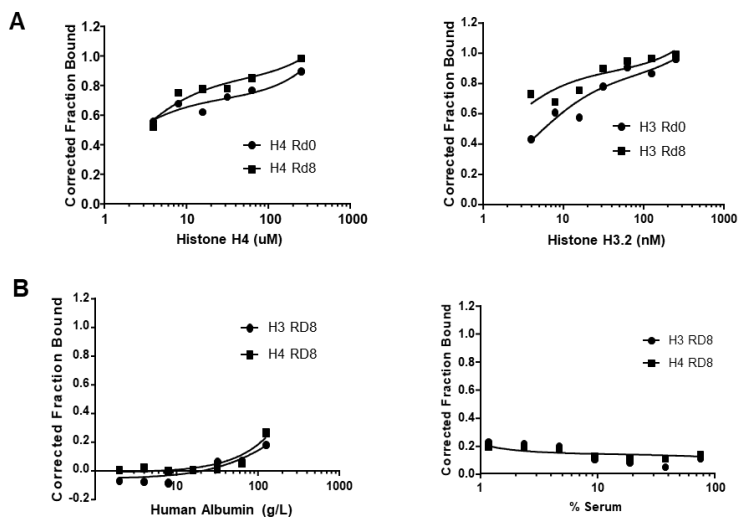 A
Corrected Fraction Bound
1.2
1.0
0.8
0.6
0.4
0.2
0.0
1
10
100
1000
Histone H4 (uM)
H4 Rd0
H4 Rd8
Corrected Fraction Bound
1.2
1.0
0.8
0.6
0.4
0.2
0.0
1
10
100
1000
Histone H3.2 (nM)
H3 Rd0
H3 Rd8
B
Corrected Fraction Bound
1.2
1.0
0.8
0.6
0.4
0.2
0.0
-0.2
10
100
1000
Human Albumin (g/L)
H3 RD8
H4 RD8
Corrected Fraction Bound
1.2
1.0
0.8
0.6
0.4
0.2
0.0
1
10
100
% Serum
H3 RD8
H4 RD8